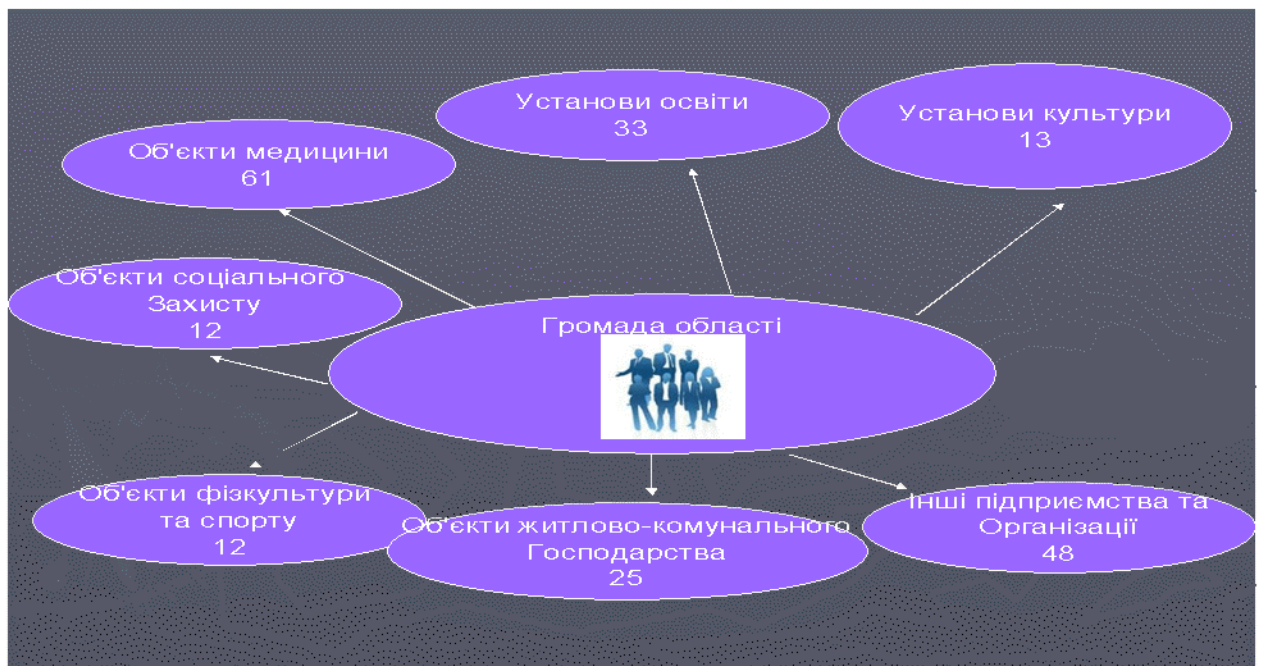 Установи освіти
33
Установи культури
13
Об'єкти медицини
61
Об'єкти соціального
Захисту
12
Громада області
Об'єкти фізкультури
та спорту
12
Об'єкти житлово-комунального
Господарства
25
Інші підприємства та
Організації
48